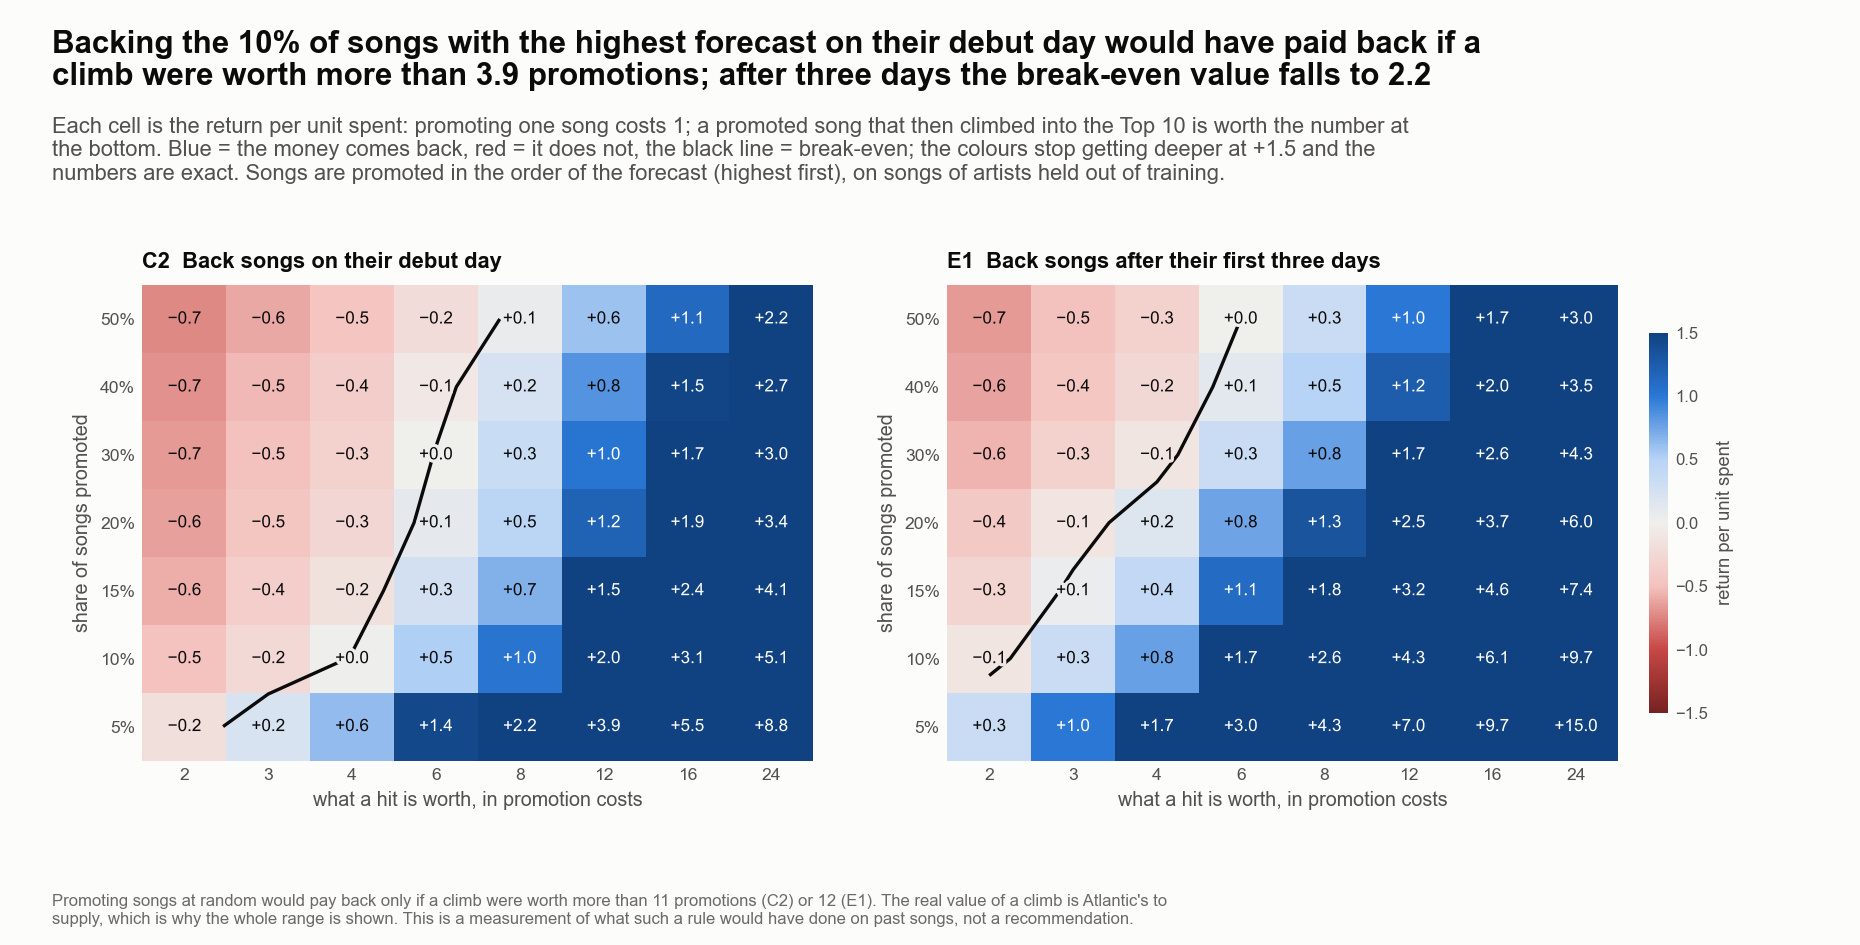 Backing the 10% of songs with the highest forecast on their debut day would have paid back if a
climb were worth more than 3.9 promotions; after three days the break-even value falls to 2.2
Each cell is the return per unit spent: promoting one song costs 1; a promoted song that then climbed into the Top 10 is worth the number at
the bottom. Blue = the money comes back, red = it does not, the black line = break-even; the colours stop getting deeper at +1.5 and the
numbers are exact. Songs are promoted in the order of the forecast (highest first), on songs of artists held out of training.
C2 Back songs on their debut day
share of songs promoted
50% −0.7 −0.6 −0.5 −0.2 +0.1 +0.6 +1.1 +2.2
40% −0.7 −0.5 −0.4 −0.1 +0.2 +0.8 +1.5 +2.7
30% −0.7 −0.5 −0.3 +0.0 +0.3 +1.0 +1.7 +3.0
20% −0.6 −0.5 −0.3 +0.1 +0.5 +1.2 +1.9 +3.4
15% −0.6 −0.4 −0.2 +0.3 +0.7 +1.5 +2.4 +4.1
10% −0.5 −0.2 +0.0 +0.5 +1.0 +2.0 +3.1 +5.1
5% −0.2 +0.2 +0.6 +1.4 +2.2 +3.9 +5.5 +8.8
2 3 4 6 8 12 16 24
what a hit is worth, in promotion costs
E1 Back songs after their first three days
share of songs promoted
50% −0.7 −0.5 −0.3 +0.0 +0.3 +1.0 +1.7 +3.0
40% −0.6 −0.4 −0.2 +0.1 +0.5 +1.2 +2.0 +3.5
30% −0.6 −0.3 −0.1 +0.3 +0.8 +1.7 +2.6 +4.3
20% −0.4 −0.1 +0.2 +0.8 +1.3 +2.5 +3.7 +6.0
15% −0.3 +0.1 +0.4 +1.1 +1.8 +3.2 +4.6 +7.4
10% −0.1 +0.3 +0.8 +1.7 +2.6 +4.3 +6.1 +9.7
5% +0.3 +1.0 +1.7 +3.0 +4.3 +7.0 +9.7 +15.0
2 3 4 6 8 12 16 24
what a hit is worth, in promotion costs
1.5
1.0
0.5
0.0
−0.5
−1.0
−1.5
return per unit spent
Promoting songs at random would pay back only if a climb were worth more than 11 promotions (C2) or 12 (E1). The real value of a climb is Atlantic's to
supply, which is why the whole range is shown. This is a measurement of what such a rule would have done on past songs, not a recommendation.